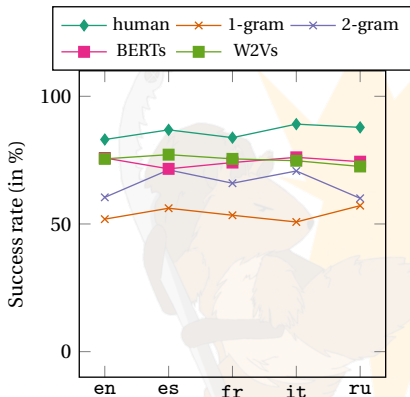 human 1-gram 2-gram
BERTs W2Vs
100
50
0
Success rate (in %)
en es fr it ru